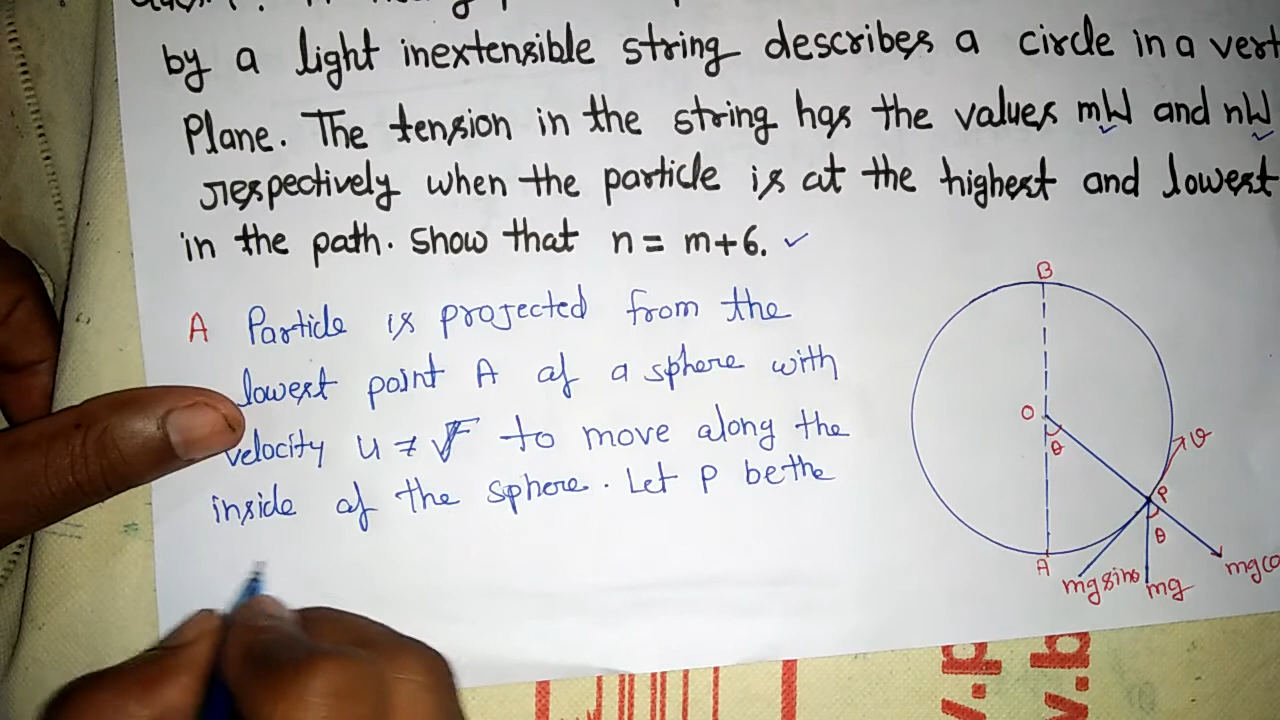 by a light inextensible string describes a circle in a vert
Plane. The tension in the string has the values mW and nW
respectively when the particle is at the highest and lowest
in the path. Show that n = m+6.
A Particle is projected from the
lowest point A of a sphere with
velocity u to move along the
inside of the sphere. Let P be the
B
O
θ
v
P
θ
A
mg sinθ
mg
mg co